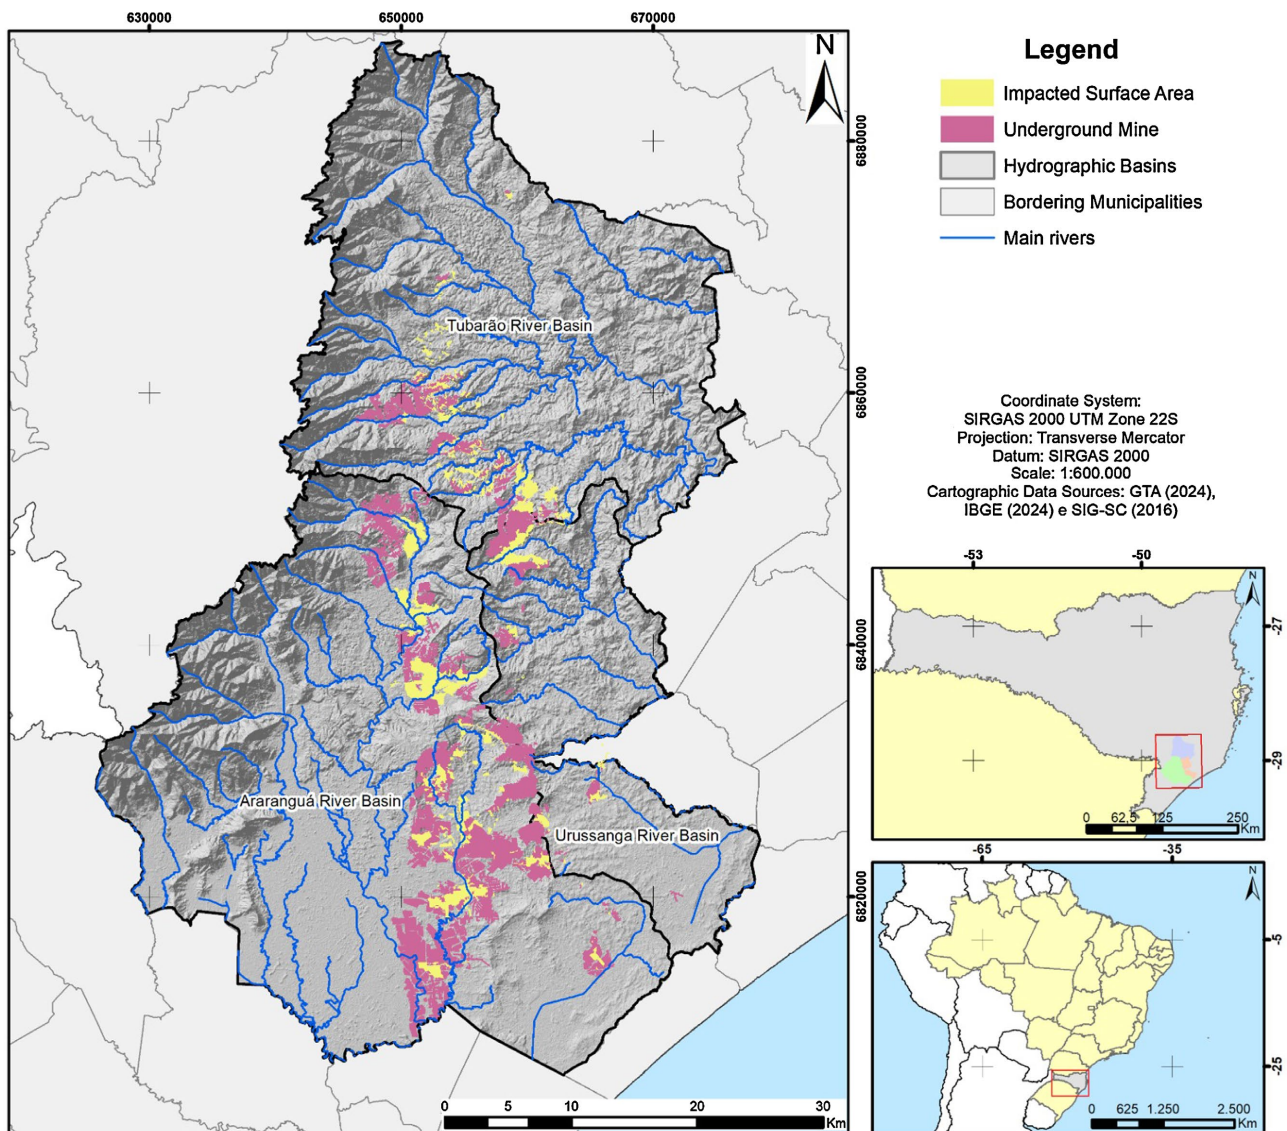 630000
650000
670000
N
6880000
6860000
6840000
6820000
Tubarão River Basin
Araranguá River Basin
Urussanga River Basin
0
5
10
20
30
Km
Legend
Impacted Surface Area
Underground Mine
Hydrographic Basins
Bordering Municipalities
Main rivers
Coordinate System:
SIRGAS 2000 UTM Zone 22S
Projection: Transverse Mercator
Datum: SIRGAS 2000
Scale: 1:600.000
Cartographic Data Sources: GTA (2024),
IBGE (2024) e SIG-SC (2016)
-53
-50
N
-27
-29
0 62,5 125 250
Km
-65
-35
N
-5
-25
0 625 1.250 2.500
Km